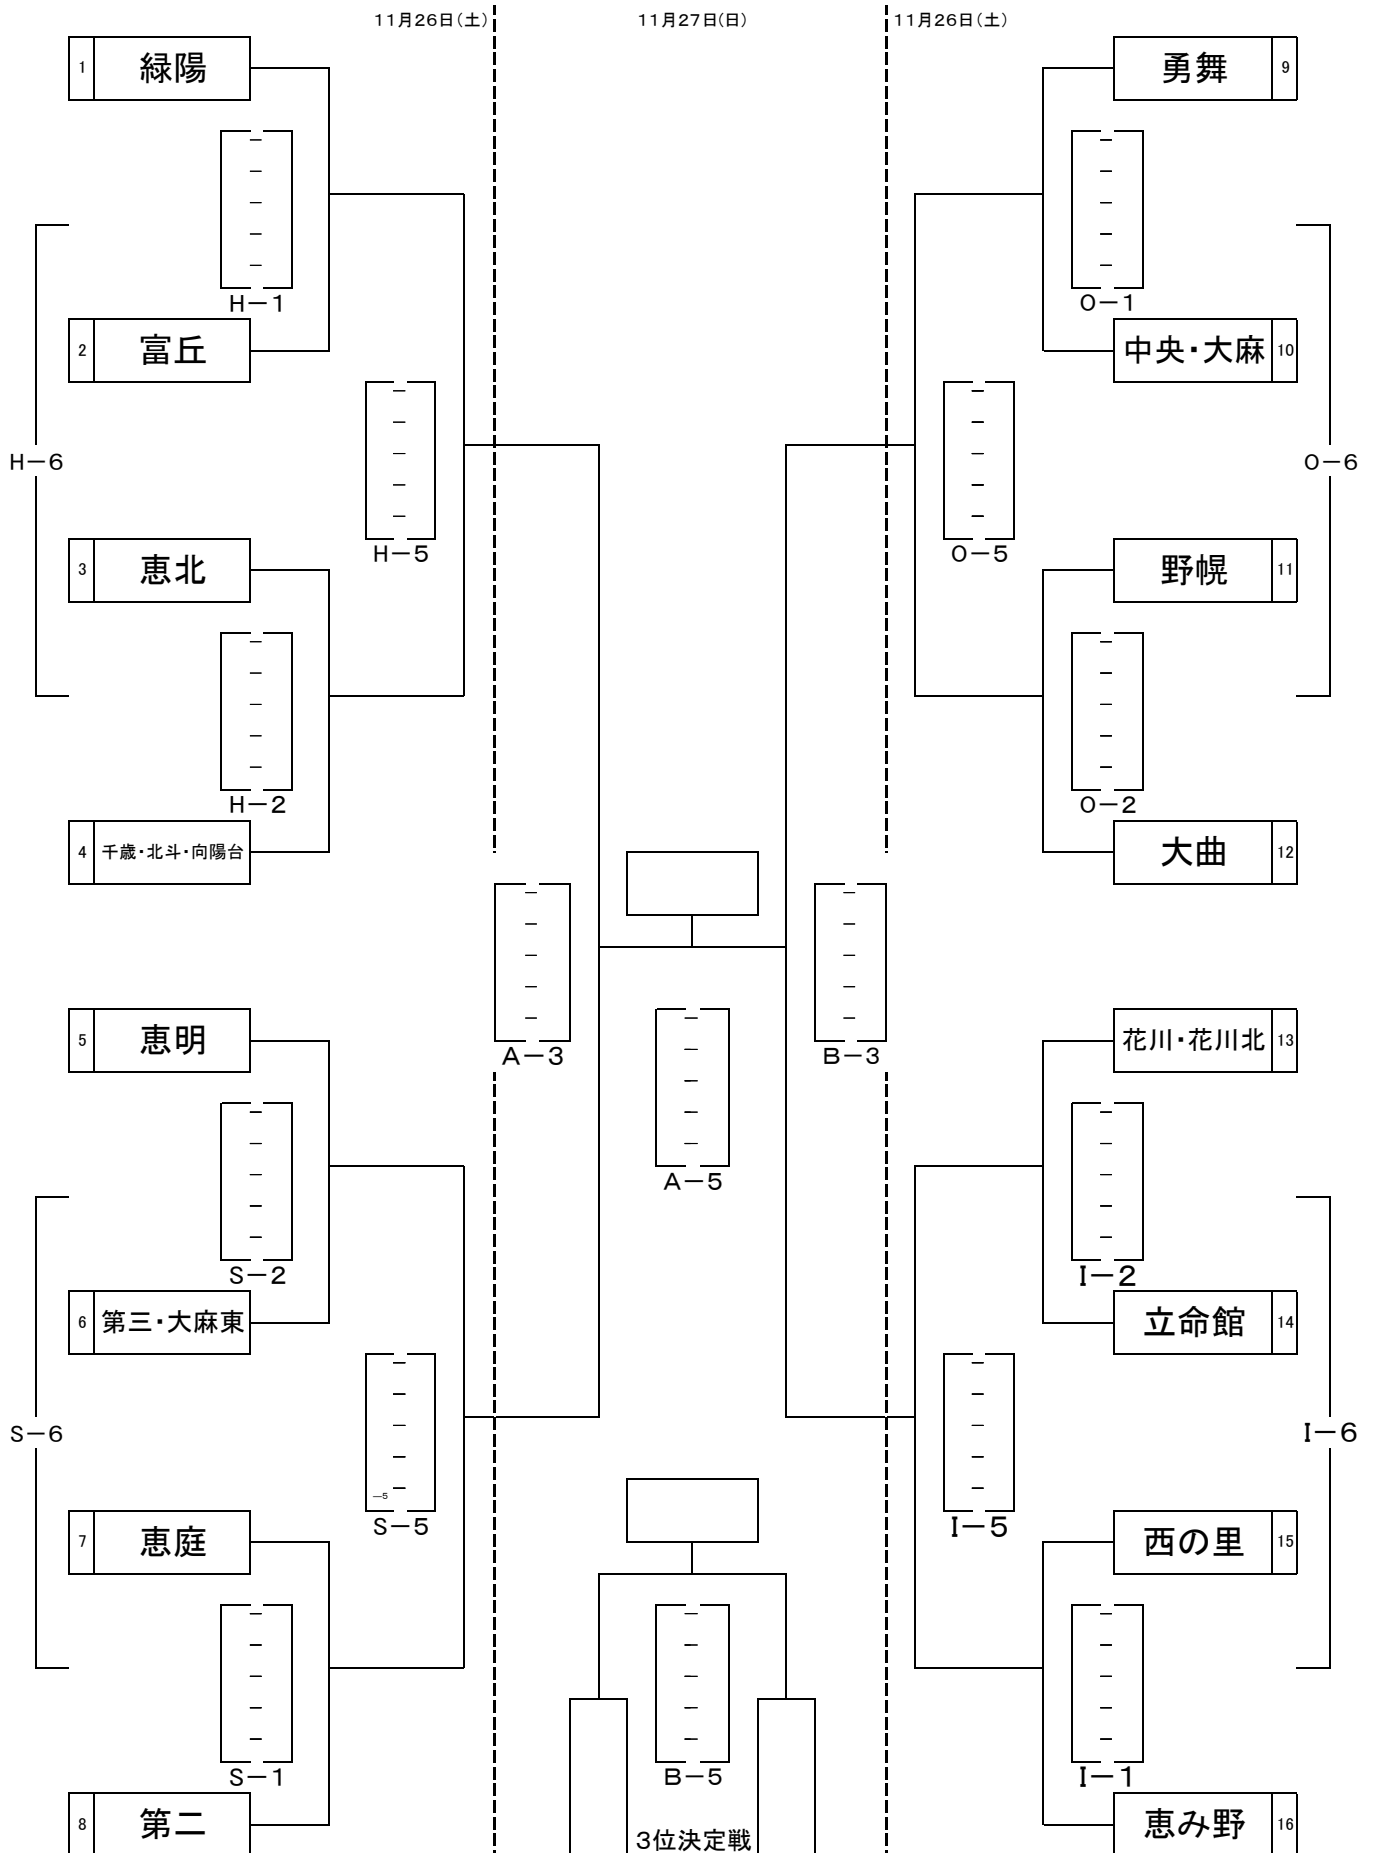 11月26日(土)
11月27日(日)
11月26日(土)
1 緑陽
勇舞 9
H－1
O－1
2 富丘
中央・大麻 10
H－6
O－6
H－5
O－5
3 恵北
野幌 11
H－2
O－2
4 千歳・北斗・向陽台
大曲 12
5 恵明
花川・花川北 13
A－3
B－3
A－5
S－2
I－2
6 第三・大麻東
立命館 14
S－6
I－6
－5
S－5
I－5
7 恵庭
西の里 15
S－1
B－5
I－1
8 第二
3位決定戦
恵み野 16